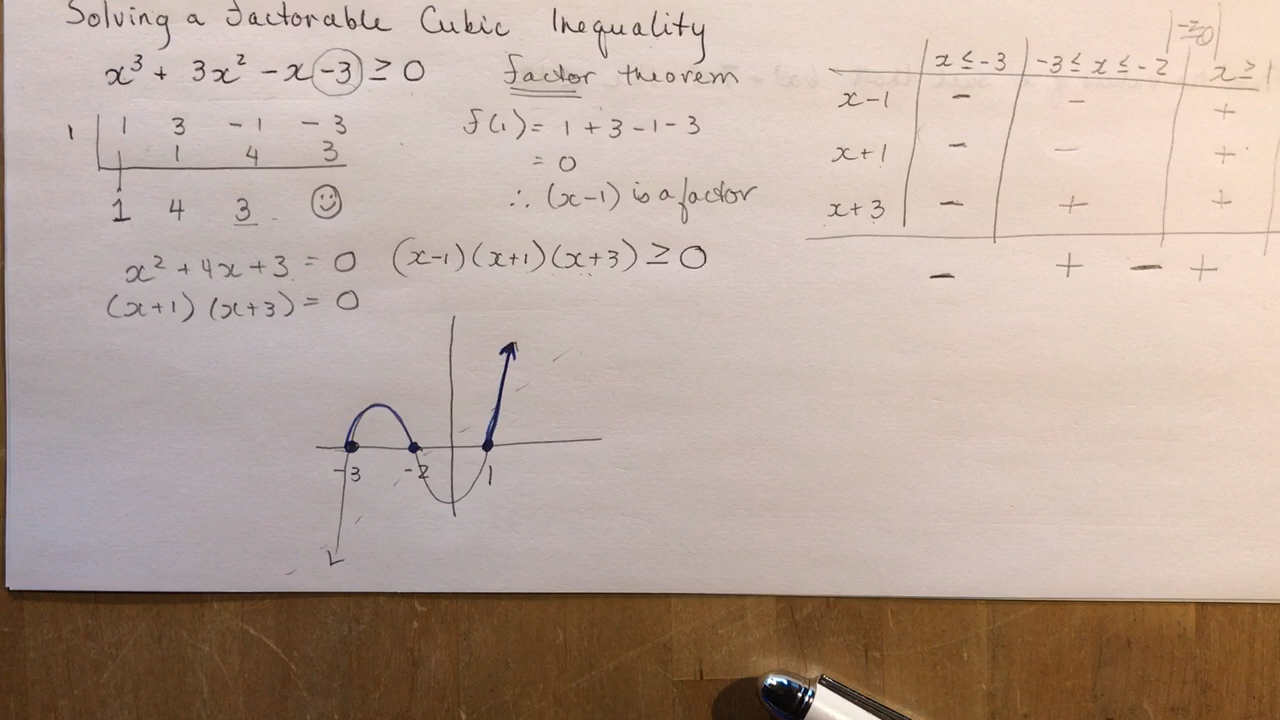 Solving a Factorable Cubic Inequality
x³ + 3x² - x - 3 ≥ 0
factor theorem
1 | 1 3 -1 -3
1 4 3
1 4 3 ☺
f(1) = 1 + 3 - 1 - 3
= 0
∴ (x-1) is a factor
x² + 4x + 3 = 0
(x+1) (x+3) = 0
(x-1)(x+1)(x+3) ≥ 0
-3 -2 1
x ≤ -3 -3 ≤ x ≤ -2 x ≥ 1
x-1 - - +
x+1 - - +
x+3 - + +
- + - +